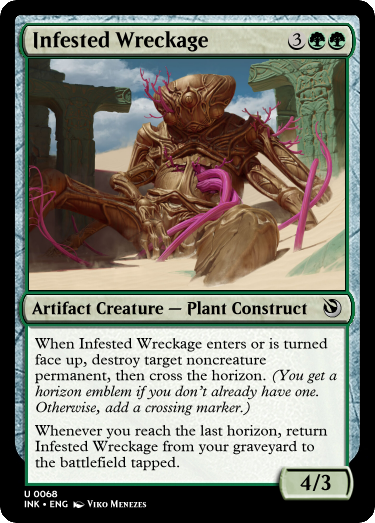 Infested Wreckage 3
Artifact Creature — Plant Construct
When Infested Wreckage enters or is turned
face up, destroy target noncreature
permanent, then cross the horizon. (You get a
horizon emblem if you don't already have one.
Otherwise, add a crossing marker.)
Whenever you reach the last horizon, return
Infested Wreckage from your graveyard to
the battlefield tapped.
4/3
U 0068
INK • ENG Viko Menezes